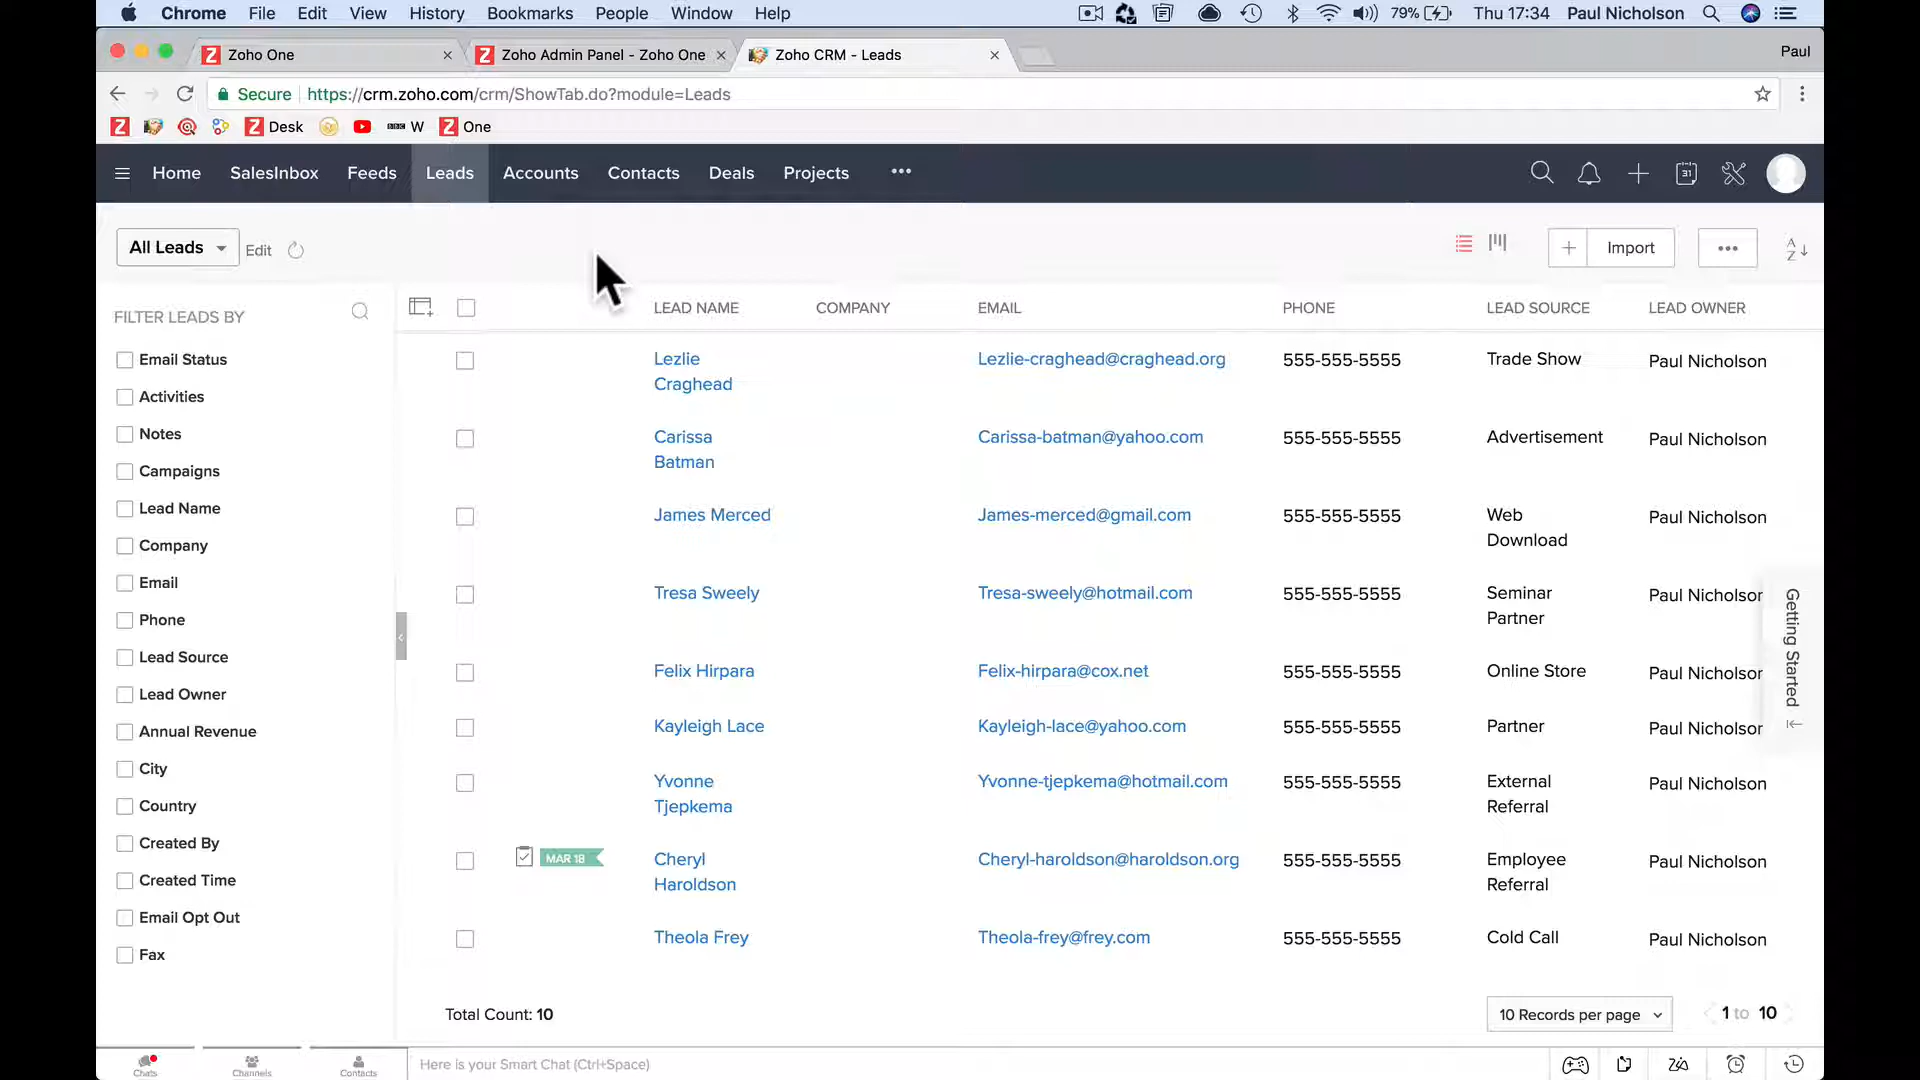 Chrome File Edit View History Bookmarks People Window Help 79% Thu 17:34 Paul Nicholson
Zoho One Zoho Admin Panel - Zoho One Zoho CRM - Leads Paul
Secure https://crm.zoho.com/crm/ShowTab.do?module=Leads
Desk BBC W One
Home SalesInbox Feeds Leads Accounts Contacts Deals Projects ••• 31
All Leads Edit Import ••• A Z
FILTER LEADS BY
Email Status
Activities
Notes
Campaigns
Lead Name
Company
Email
Phone
Lead Source
Lead Owner
Annual Revenue
City
Country
Created By
Created Time
Email Opt Out
Fax
LEAD NAME COMPANY EMAIL PHONE LEAD SOURCE LEAD OWNER
Lezlie Lezlie-craghead@craghead.org 555-555-5555 Trade Show Paul Nicholson
Craghead
Carissa Carissa-batman@yahoo.com 555-555-5555 Advertisement Paul Nicholson
Batman
James Merced James-merced@gmail.com 555-555-5555 Web Paul Nicholson
Download
Tresa Sweely Tresa-sweely@hotmail.com 555-555-5555 Seminar Paul Nicholson
Partner
Felix Hirpara Felix-hirpara@cox.net 555-555-5555 Online Store Paul Nicholson
Kayleigh Lace Kayleigh-lace@yahoo.com 555-555-5555 Partner Paul Nicholson
Yvonne Yvonne-tjepkema@hotmail.com 555-555-5555 External Paul Nicholson
Tjepkema Referral
MAR 18 Cheryl Cheryl-haroldson@haroldson.org 555-555-5555 Employee Paul Nicholson
Haroldson Referral
Theola Frey Theola-frey@frey.com 555-555-5555 Cold Call Paul Nicholson
Getting Started
Total Count: 10 10 Records per page 1 to 10
Chats Channels Contacts Here is your Smart Chat (Ctrl+Space)